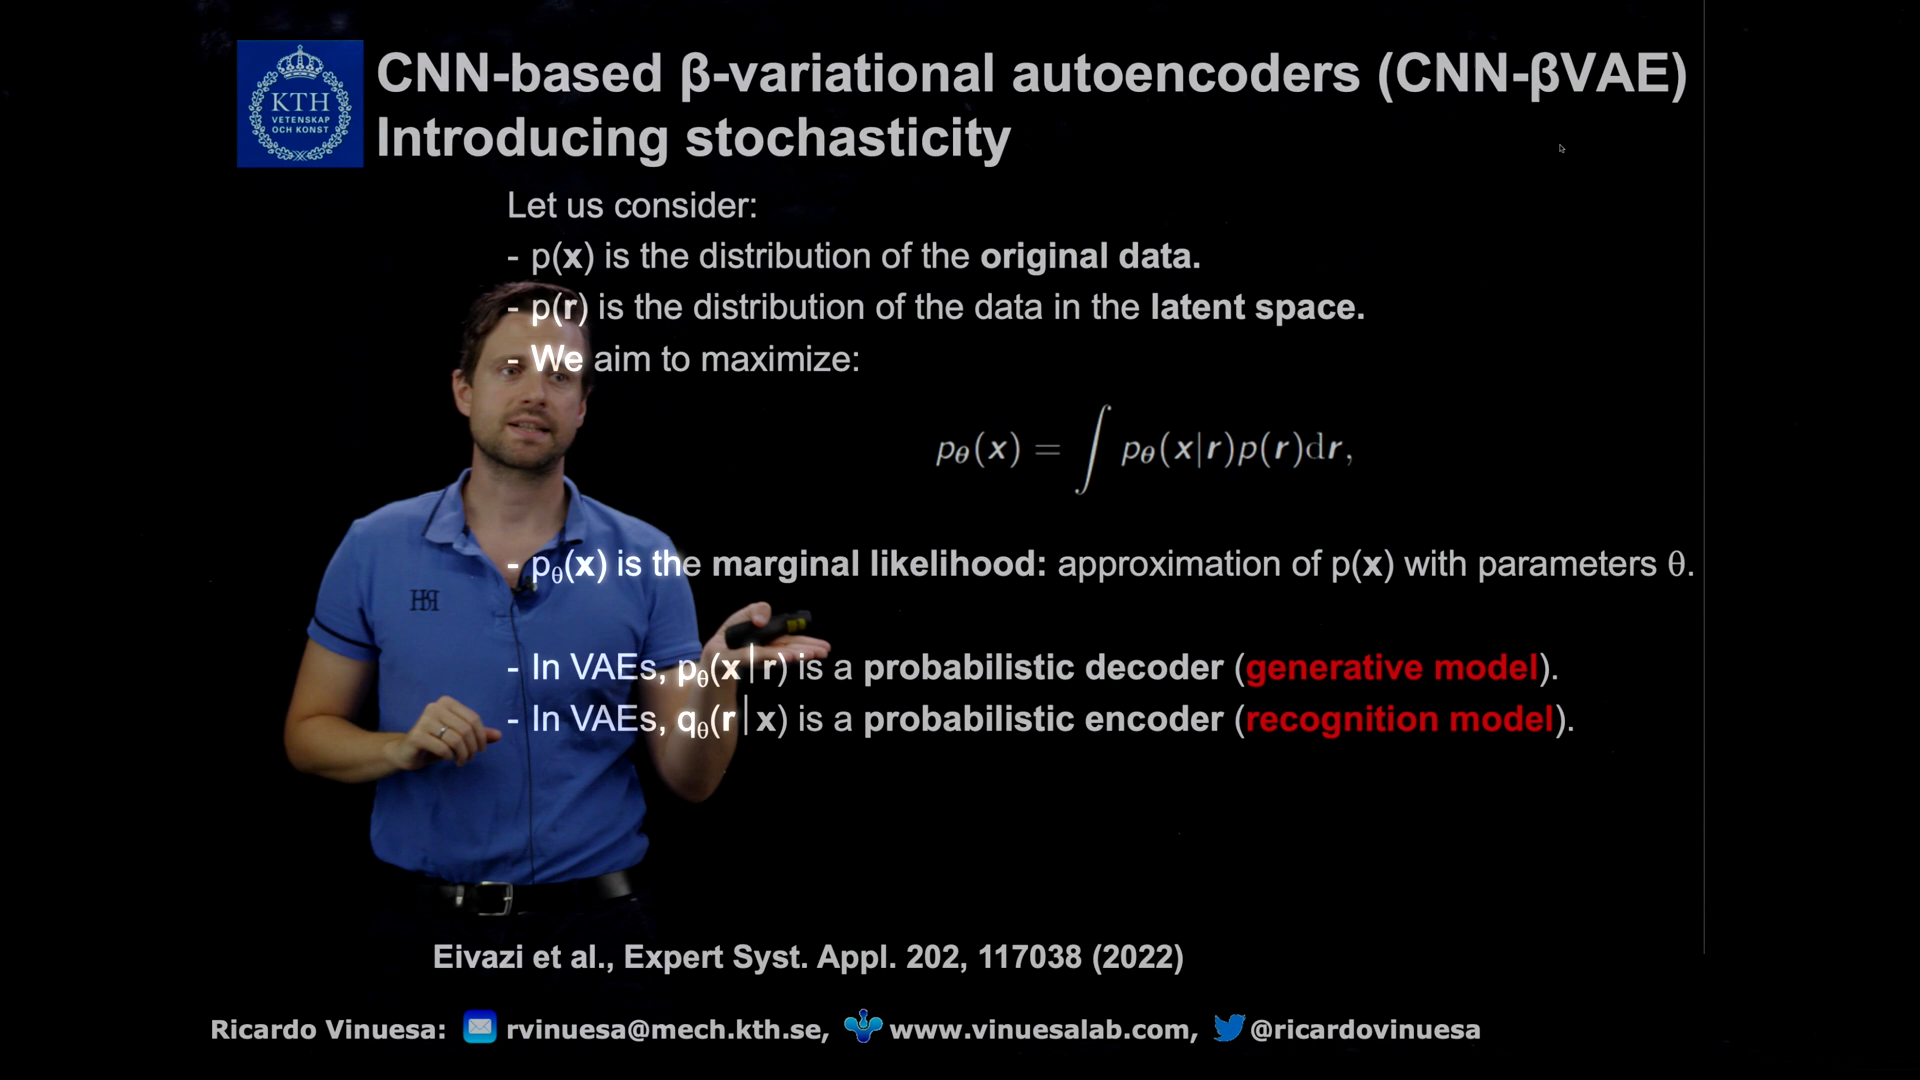 KTH
VETENSKAP
OCH KONST
CNN-based β-variational autoencoders (CNN-βVAE)
Introducing stochasticity
Let us consider:
- p(x) is the distribution of the original data.
- p(r) is the distribution of the data in the latent space.
- We aim to maximize:
pθ(x) = ∫ pθ(x|r)p(r)dr,
- pθ(x) is the marginal likelihood: approximation of p(x) with parameters θ.
- In VAEs, pθ(x|r) is a probabilistic decoder (generative model).
- In VAEs, qθ(r|x) is a probabilistic encoder (recognition model).
Eivazi et al., Expert Syst. Appl. 202, 117038 (2022)
Ricardo Vinuesa: rvinuesa@mech.kth.se, www.vinuesalab.com, @ricardovinuesa